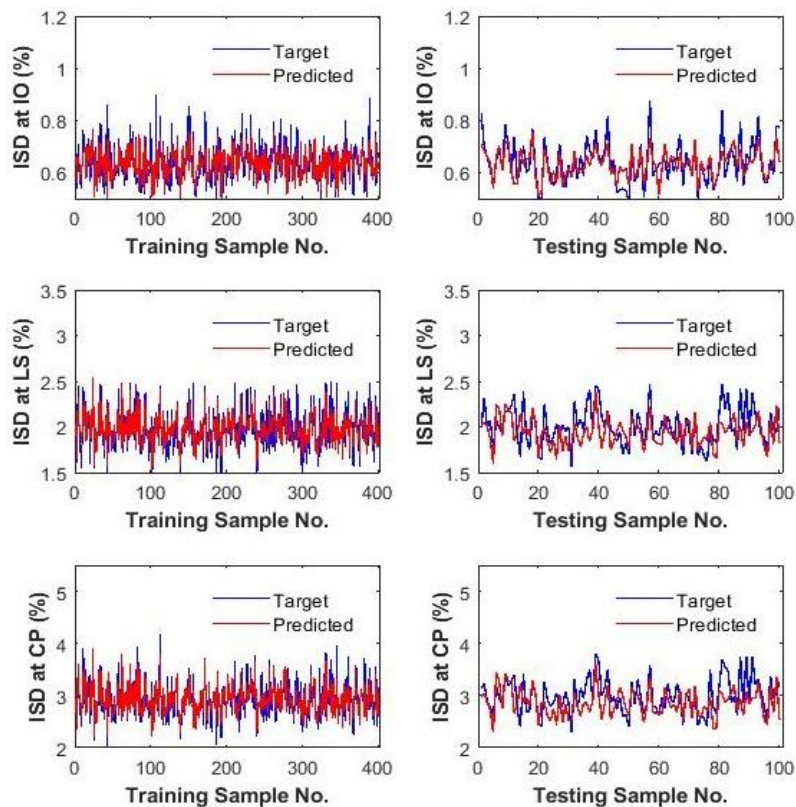 1.2
1
0.8
0.6
ISD at IO (%)
Target
Predicted
0 100 200 300 400
Training Sample No.
1.2
1
0.8
0.6
ISD at IO (%)
Target
Predicted
0 20 40 60 80 100
Testing Sample No.
3.5
3
2.5
2
1.5
ISD at LS (%)
Target
Predicted
0 100 200 300 400
Training Sample No.
3.5
3
2.5
2
1.5
ISD at LS (%)
Target
Predicted
0 20 40 60 80 100
Testing Sample No.
5
4
3
2
ISD at CP (%)
Target
Predicted
0 100 200 300 400
Training Sample No.
5
4
3
2
ISD at CP (%)
Target
Predicted
0 20 40 60 80 100
Testing Sample No.